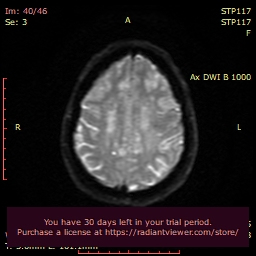 Im: 40/46
Se: 3
A
STP117
STP117
F
Ax DWI B 1000
R
L
You have 30 days left in your trial period.
Purchase a license at https://radiantviewer.com/store/